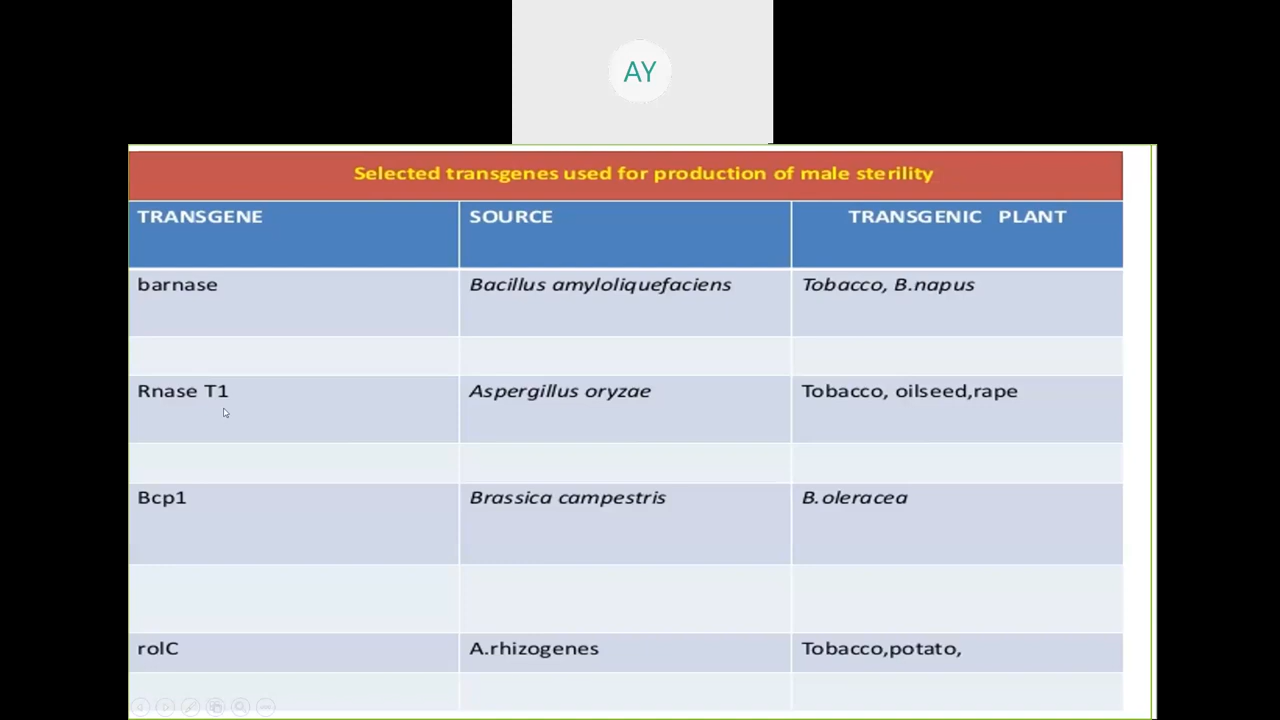 AY
Selected transgenes used for production of male sterility
TRANSGENE SOURCE TRANSGENIC PLANT
barnase Bacillus amyloliquefaciens Tobacco, B.napus
Rnase T1 Aspergillus oryzae Tobacco, oilseed,rape
Bcp1 Brassica campestris B.oleracea
rolC A.rhizogenes Tobacco,potato,